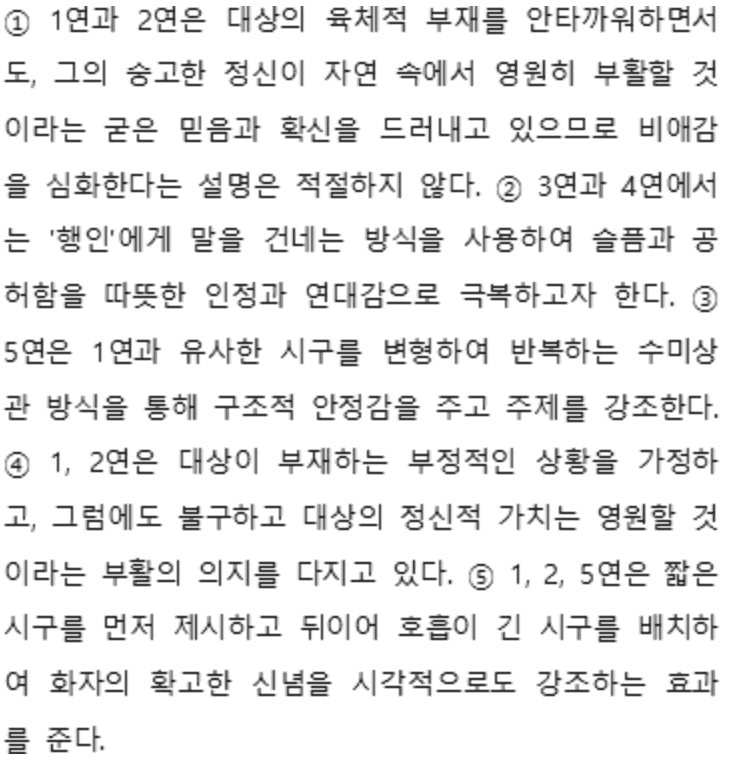 ① 1연과 2연은 대상의 육체적 부재를 안타까워하면서
도, 그의 숭고한 정신이 자연 속에서 영원히 부활할 것
이라는 굳은 믿음과 확신을 드러내고 있으므로 비애감
을 심화한다는 설명은 적절하지 않다. ② 3연과 4연에서
는 '행인'에게 말을 건네는 방식을 사용하여 슬픔과 공
허함을 따뜻한 인정과 연대감으로 극복하고자 한다. ③
5연은 1연과 유사한 시구를 변형하여 반복하는 수미상
관 방식을 통해 구조적 안정감을 주고 주제를 강조한다.
④ 1, 2연은 대상이 부재하는 부정적인 상황을 가정하
고, 그럼에도 불구하고 대상의 정신적 가치는 영원할 것
이라는 부활의 의지를 다지고 있다. ⑤ 1, 2, 5연은 짧은
시구를 먼저 제시하고 뒤이어 호흡이 긴 시구를 배치하
여 화자의 확고한 신념을 시각적으로도 강조하는 효과
를 준다.